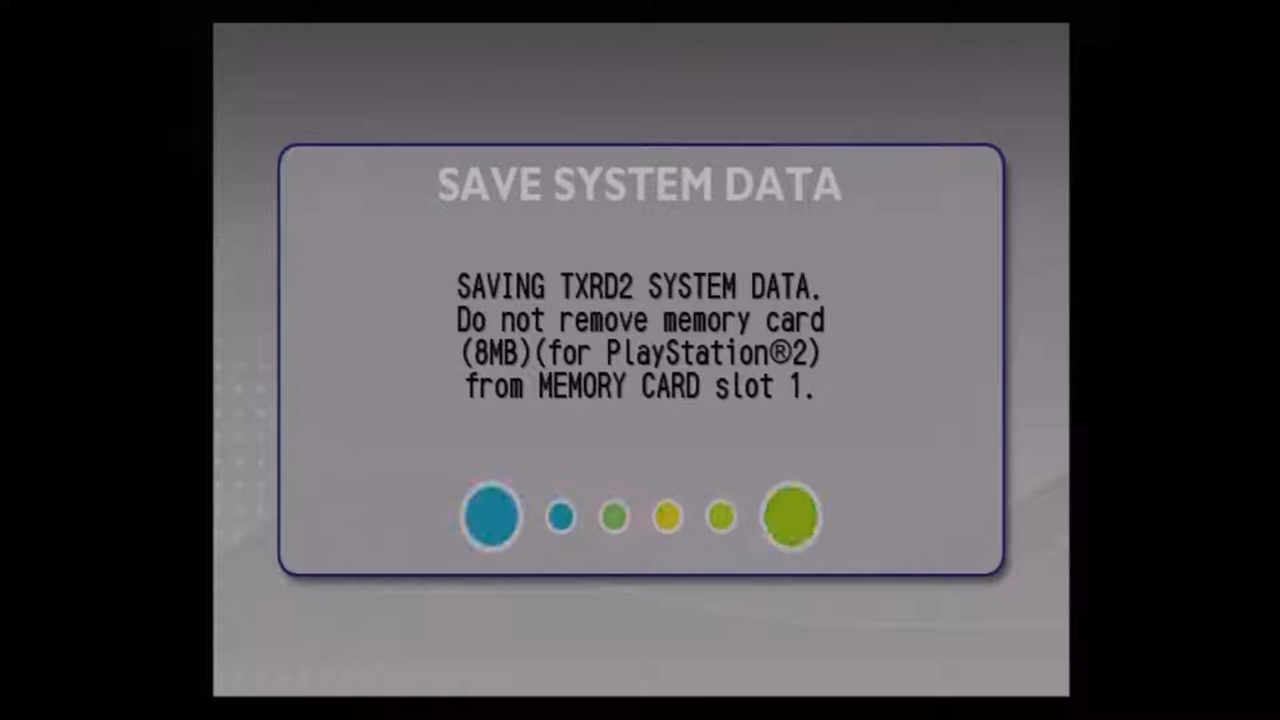 SAVE SYSTEM DATA
SAVING TXRD2 SYSTEM DATA.
Do not remove memory card
(8MB)(for PlayStation®2)
from MEMORY CARD slot 1.